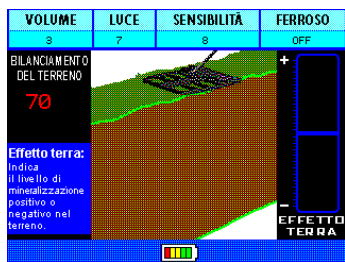 VOLUME LUCE SENSIBILITÀ FERROSO
3 7 8 OFF
BILANCIAMENTO
DEL TERRENO
70
Effetto terra:
Indica
il livello di
mineralizzazione
positivo o
negativo nel
terreno.
+
-
EFFETTO
TERRA